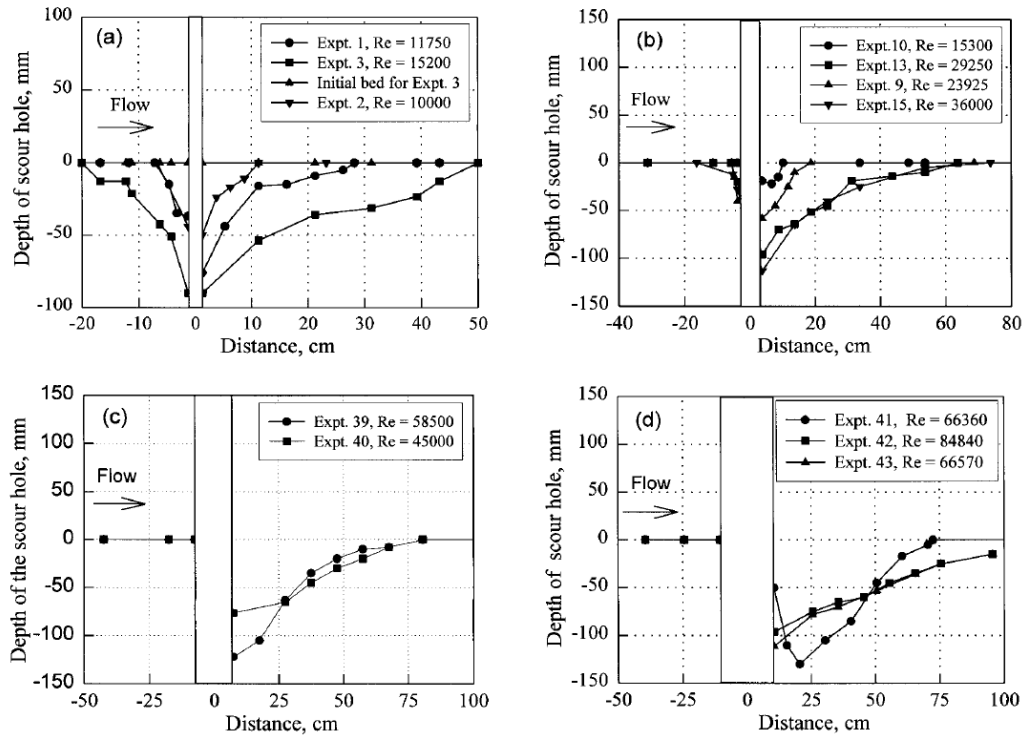 (a)
Expt. 1, Re = 11750
Expt. 3, Re = 15200
Initial bed for Expt. 3
Expt. 2, Re = 10000
Flow
Depth of scour hole, mm
100
50
0
-50
-100
-20
-10
0
10
20
30
40
50
Distance, cm
(b)
Expt.10, Re = 15300
Expt.13, Re = 29250
Expt. 9, Re = 23925
Expt.15, Re = 36000
Flow
Depth of scour hole, mm
150
100
50
0
-50
-100
-150
-40
-20
0
20
40
60
80
Distance, cm
(c)
Expt. 39, Re = 58500
Expt. 40, Re = 45000
Flow
Depth of the scour hole, mm
150
100
50
0
-50
-100
-150
-50
-25
0
25
50
75
100
Distance, cm
(d)
Expt. 41, Re = 66360
Expt. 42, Re = 84840
Expt. 43, Re = 66570
Flow
Depth of scour hole, mm
150
100
50
0
-50
-100
-150
-50
-25
0
25
50
75
100
Distance, cm